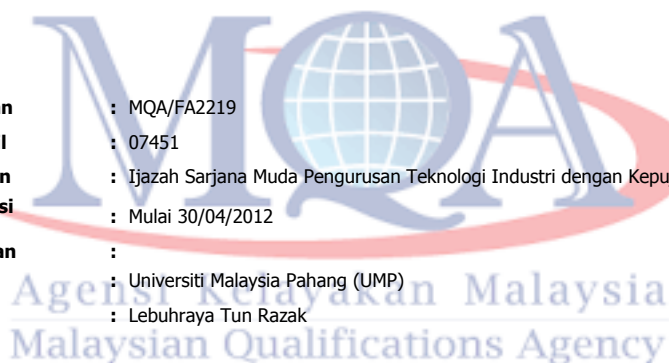 MQA
an : MQA/FA2219
l : 07451
n : Ijazah Sarjana Muda Pengurusan Teknologi Industri dengan Kepu
si : Mulai 30/04/2012
an :
: Universiti Malaysia Pahang (UMP)
Agensi Kelayakan Malaysia
: Lebuhraya Tun Razak
Malaysian Qualifications Agency